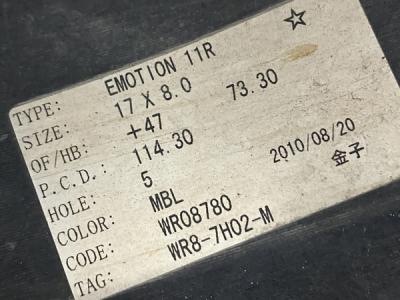 ☆
TYPE: EMOTION 11R
SIZE: 17 X 8.0 73.30
OF/HB: +47
P.C.D.: 114.30
HOLE: 5 2010/08/20
COLOR: MBL 金子
CODE: WR08780
TAG: WR8-7H02-M